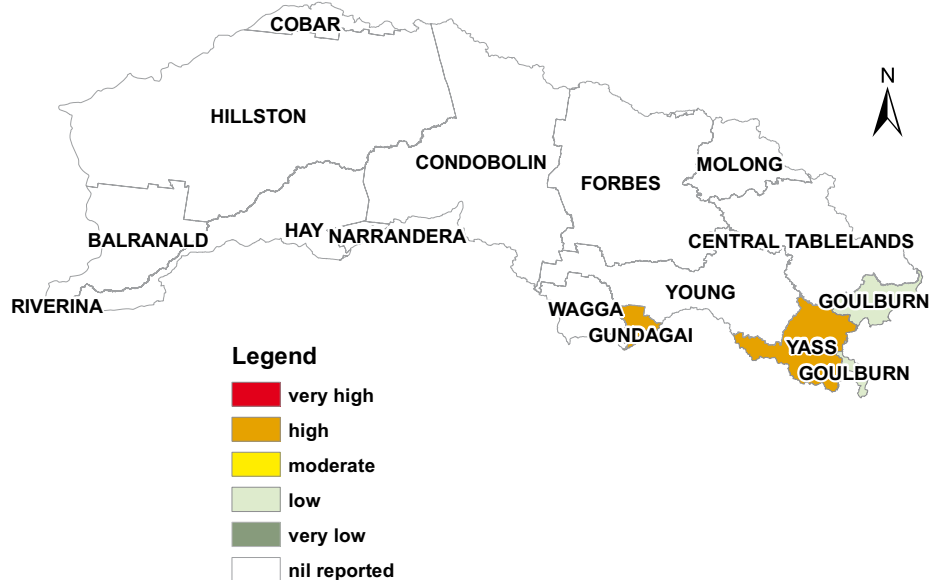 COBAR
N
HILLSTON
CONDOBOLIN
MOLONG
FORBES
BALRANALD
HAY
NARRANDERA
CENTRAL TABLELANDS
RIVERINA
WAGGA
YOUNG
GOULBURN
GUNDAGAI
YASS
GOULBURN
Legend
very high
high
moderate
low
very low
nil reported